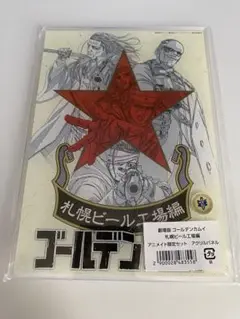 札幌ビール工場編
ゴールデンカ
劇場版 ゴールデンカムイ
札幌ビール工場編
アニメイト限定セット アクリルパネル